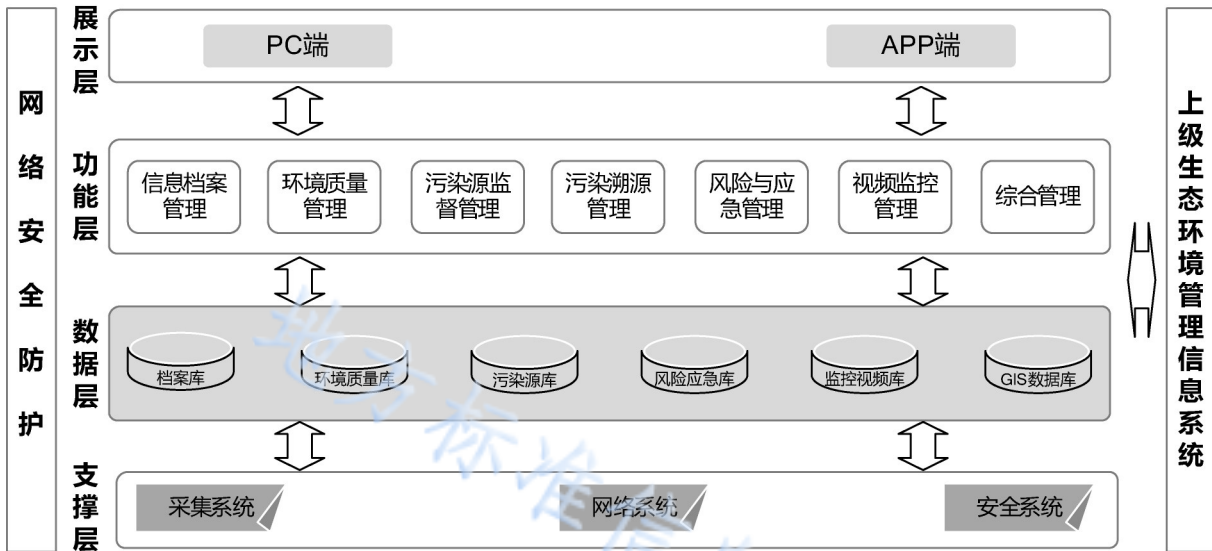 网络安全防护
展示层
PC端
APP端
功能层
信息档案
管理
环境质量
管理
污染源监
督管理
污染溯源
管理
风险与应
急管理
视频监控
管理
综合管理
数据层
档案库
环境质量库
污染源库
风险应急库
监控视频库
GIS数据库
支撑层
采集系统
网络系统
安全系统
上级生态环境管理信息系统
地方标准信